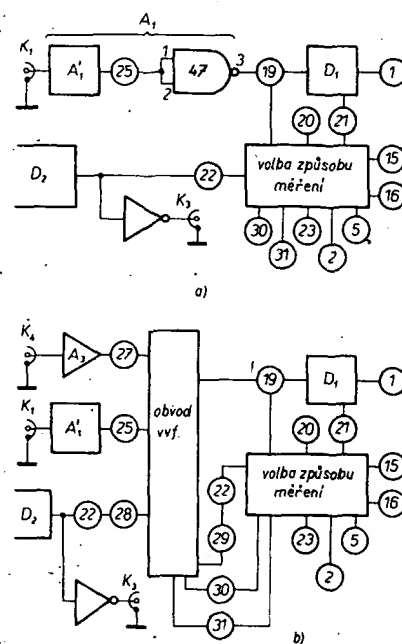 A₁
K₁
A₁'
25
1
2
47
3
19
D₁
1
20
21
D₂
22
volba způsobu
měření
15
16
K₃
30
31
23
2
5
a)
K₄
A₃
27
obvod
vvf.
1
19
D₁
1
K₁
A₁'
25
20
21
22
volba způsobu
měření
15
16
D₂
22
28
29
23
2
5
K₃
30
31
b)